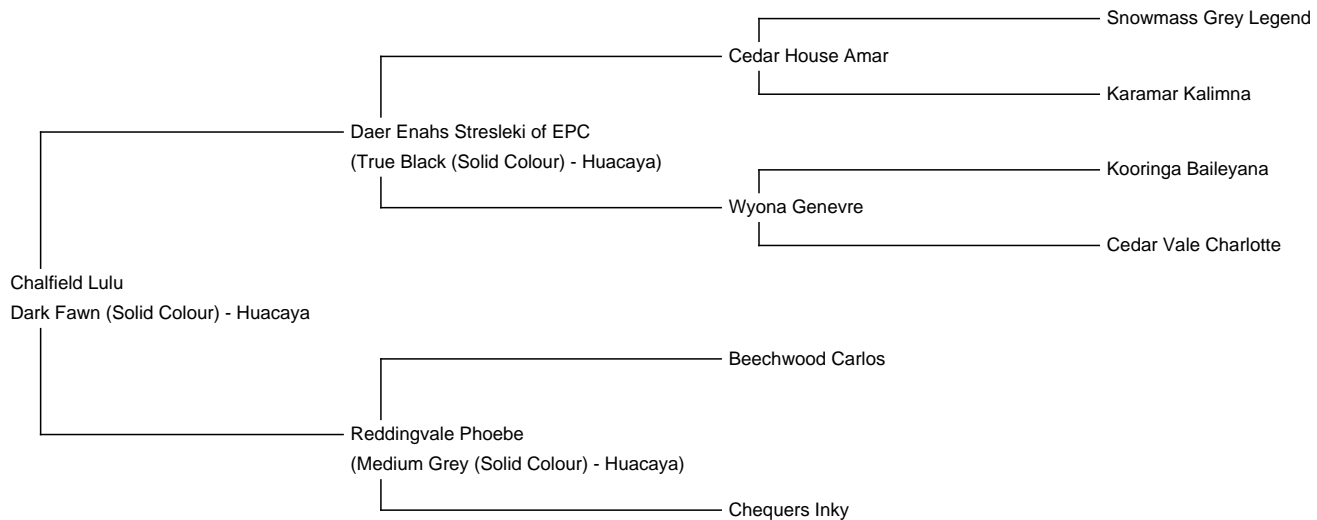 Snowmass Grey Legend
Cedar House Amar
Karamar Kalimna
Daer Enahs Stresleki of EPC
(True Black (Solid Colour) - Huacaya)
Kooringa Baileyana
Wyona Genevre
Cedar Vale Charlotte
Chalfield Lulu
Dark Fawn (Solid Colour) - Huacaya
Beechwood Carlos
Reddingvale Phoebe
(Medium Grey (Solid Colour) - Huacaya)
Chequers Inky